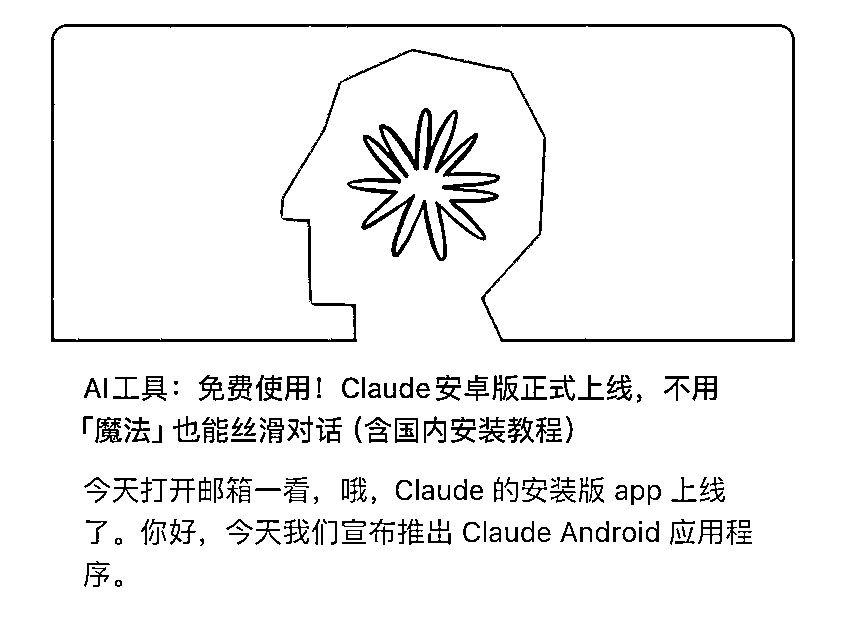 AI工具：免费使用！Claude安卓版正式上线，不用
「魔法」也能丝滑对话（含国内安装教程）
今天打开邮箱一看，哦，Claude 的安装版 app 上线
了。你好，今天我们宣布推出 Claude Android 应用程
序。